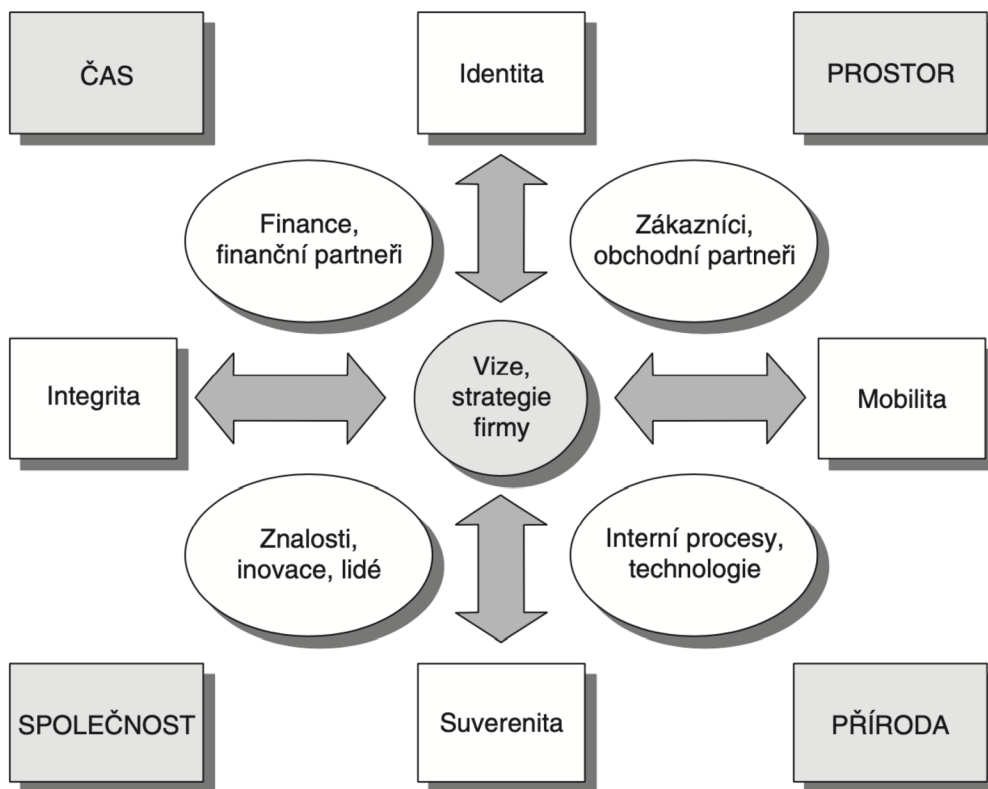 ČAS
Identita
PROSTOR
Finance,
finanční partneři
Zákazníci,
obchodní partneři
Integrita
Vize,
strategie
firmy
Mobilita
Znalosti,
inovace, lidé
Interní procesy,
technologie
SPOLEČNOST
Suverenita
PŘÍRODA